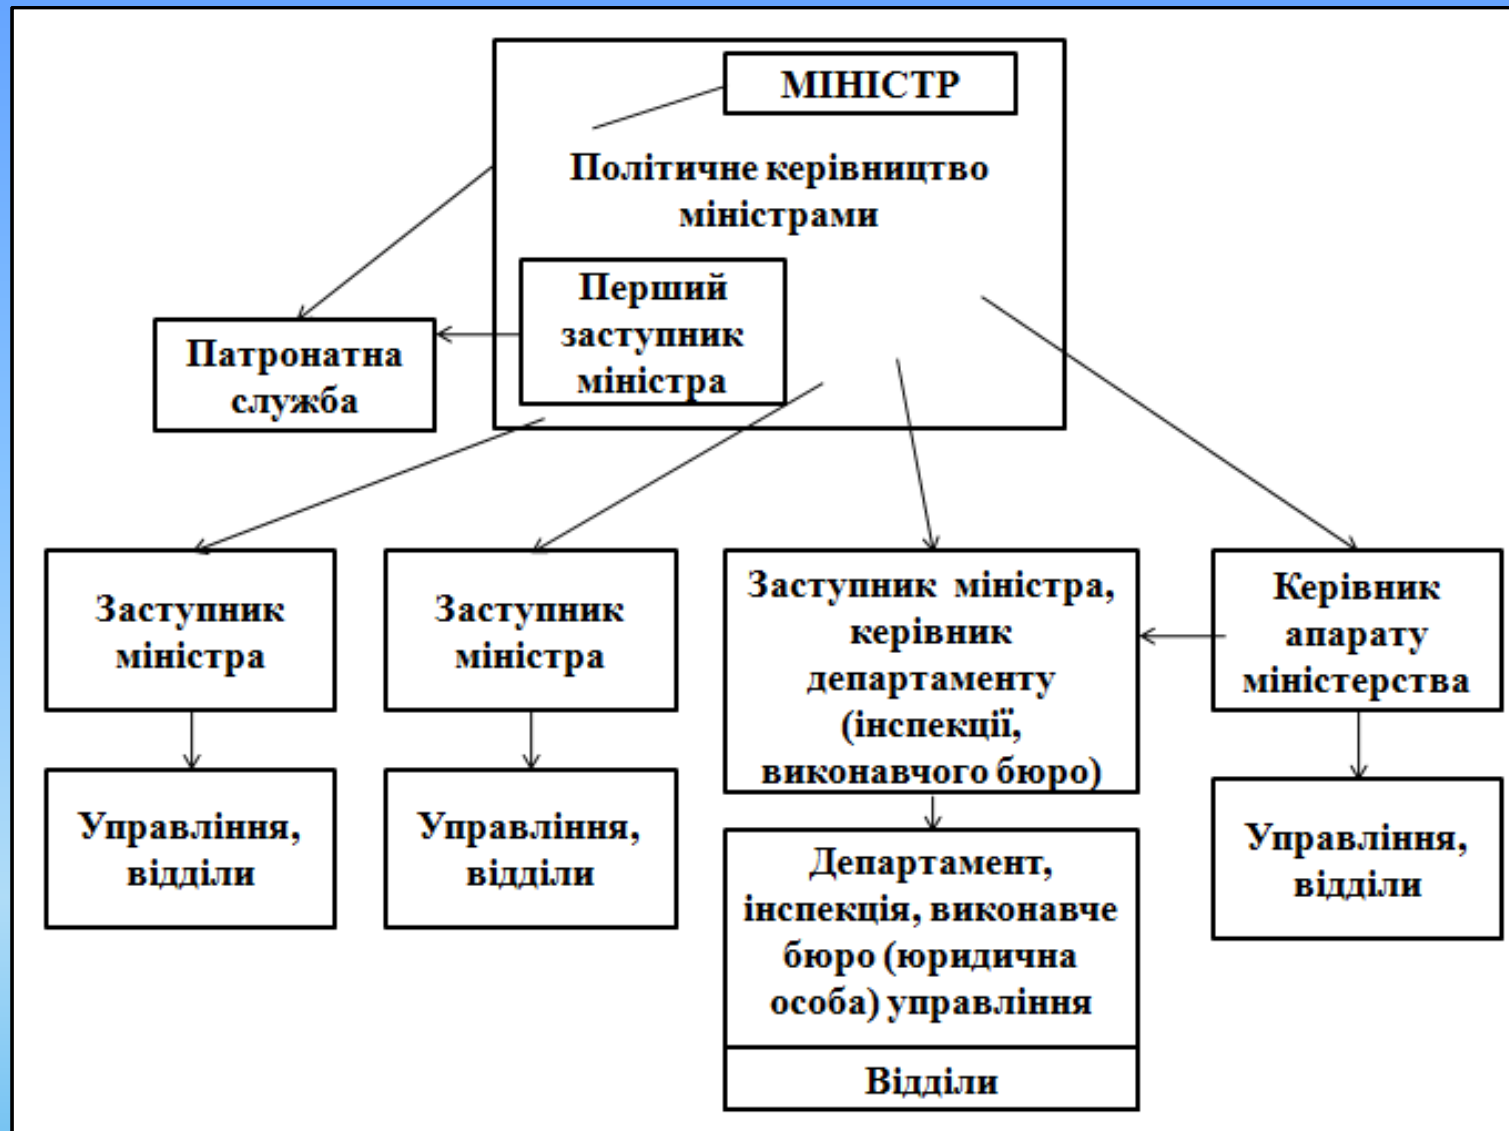 МІНІСТР
Політичне керівництво
міністрами
Перший
заступник
міністра
Патронатна
служба
Заступник
міністра
Заступник
міністра
Заступник міністра,
керівник
департаменту
(інспекції,
виконавчого бюро)
Керівник
апарату
міністерства
Управління,
відділи
Управління,
відділи
Департамент,
інспекція, виконавче
бюро (юридична
особа) управління
Відділи
Управління,
відділи